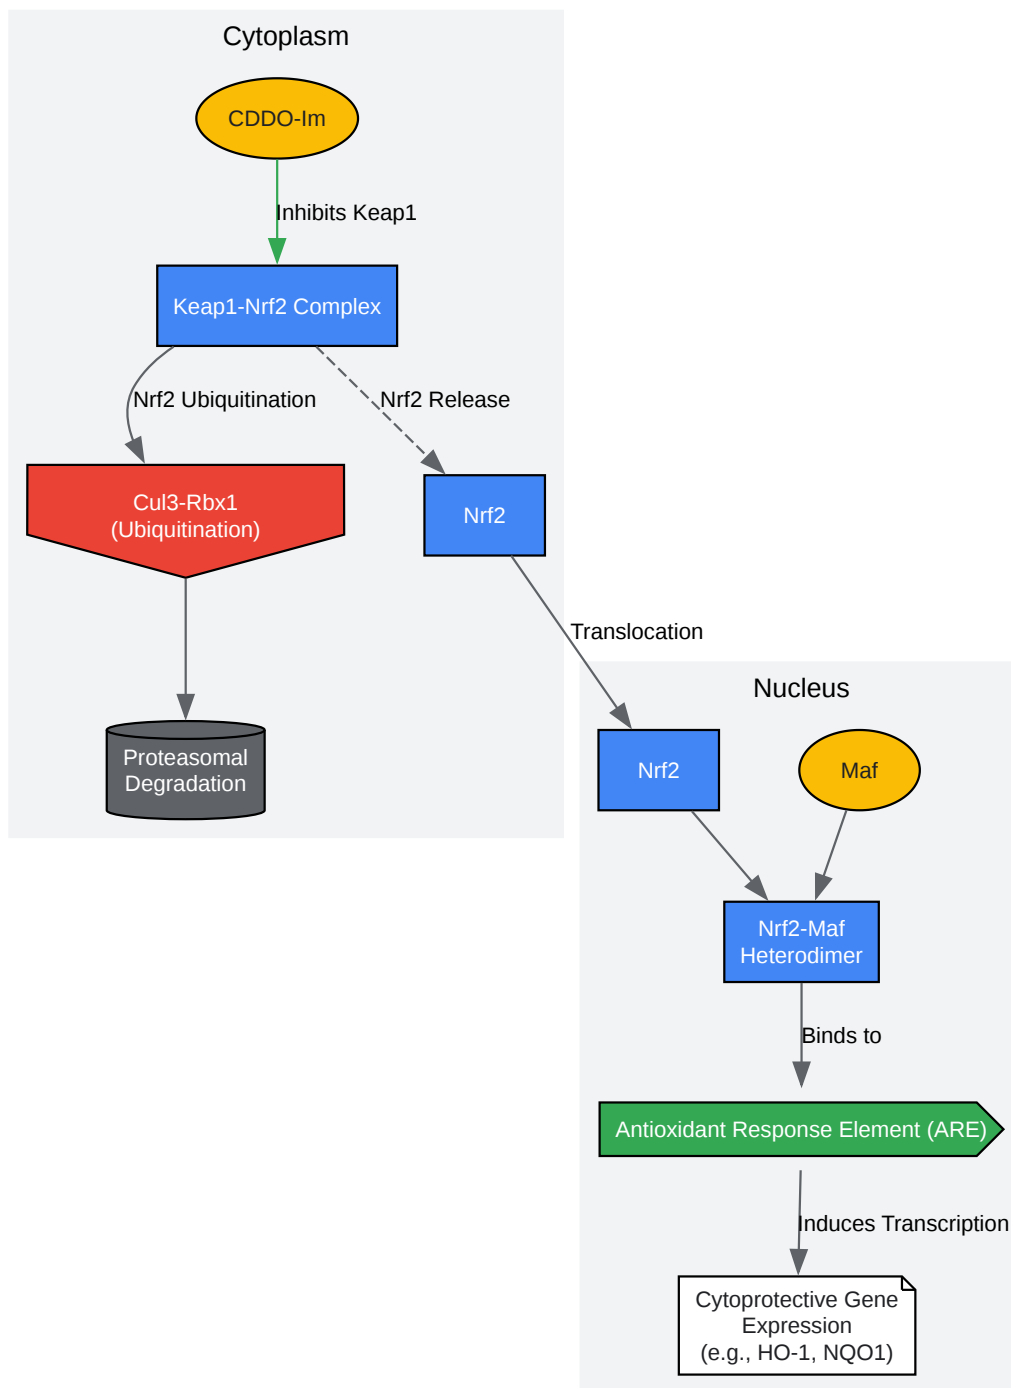 Cytoplasm
CDDO-Im
Inhibits Keap1
Keap1-Nrf2 Complex
Nrf2 Ubiquitination
Nrf2 Release
Cul3-Rbx1
(Ubiquitination)
Nrf2
Translocation
Proteasomal
Degradation
Nucleus
Nrf2
Maf
Nrf2-Maf
Heterodimer
Binds to
Antioxidant Response Element (ARE)
Induces Transcription
Cytoprotective Gene
Expression
(e.g., HO-1, NQO1)